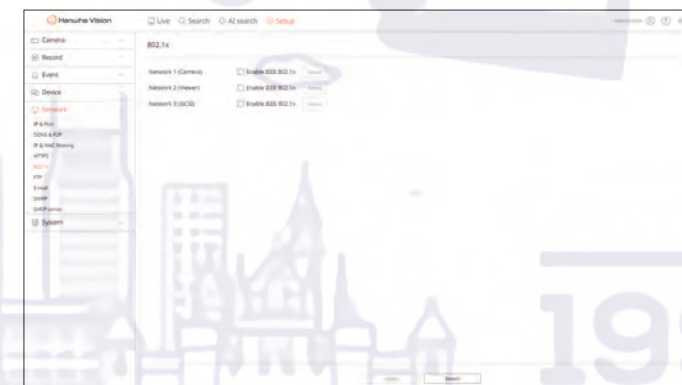 Hanwha Vision
Live Search AI search Setup
Camera
Record
Event
Device
Network
IP & Port
DDNS & P2P
IP & MAC filtering
HTTPS
802.1x
FTP
E-mail
SNMP
DHCP server
System
802.1x
Network 1 (Camera) Enable IEEE 802.1x
Network 2 (Viewer) Enable IEEE 802.1x
Network 3 (iSCSI) Enable IEEE 802.1x
199